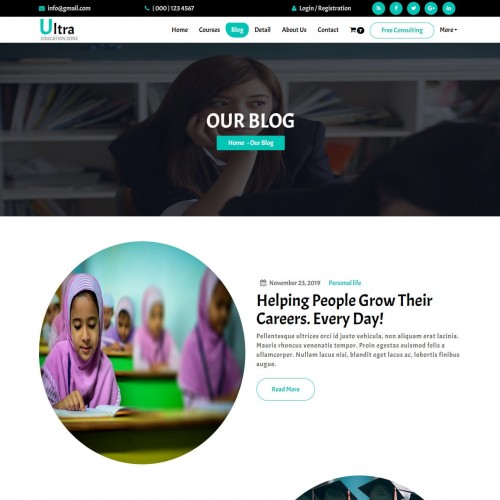 info@gmail.com
( 000 ) 123 4567
Login / Registration
Ultra
EDUCATION ZONE
Home
Courses
Blog
Detail
About Us
Contact
Free Consulting
More
OUR BLOG
Home - Our Blog
November 23, 2019
Personal life
Helping People Grow Their
Careers. Every Day!
Pellentesque ultrices orci id justo vehicula, non aliquam erat lacinia.
Mauris rhoncus venenatis tempor. Proin egestas euismod felis a
ullamcorper. Nullam lacus nisi, blandit eget lacus ac, lobortis finibus
augue.
Read More